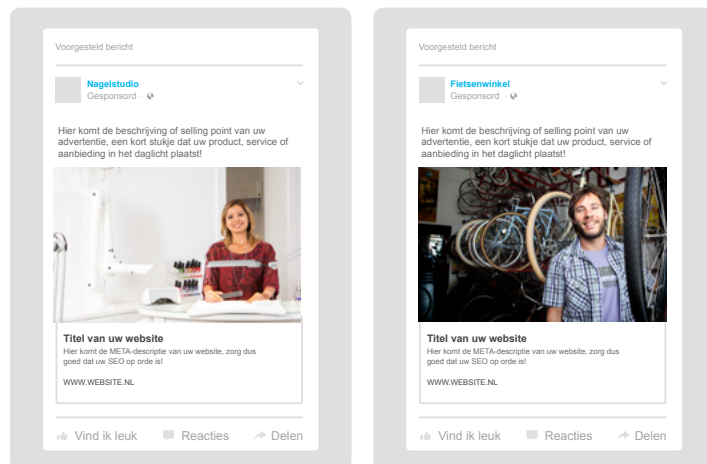 Voorgesteld bericht
Nagelstudio
Gesponsord ·
Hier komt de beschrijving of selling point van uw
advertentie, een kort stukje dat uw product, service of
aanbieding in het daglicht plaatst!
Titel van uw website
Hier komt de META-descriptie van uw website, zorg dus
goed dat uw SEO op orde is!
WWW.WEBSITE.NL
Vind ik leuk Reacties Delen
Voorgesteld bericht
Fietsenwinkel
Gesponsord ·
Hier komt de beschrijving of selling point van uw
advertentie, een kort stukje dat uw product, service of
aanbieding in het daglicht plaatst!
Titel van uw website
Hier komt de META-descriptie van uw website, zorg dus
goed dat uw SEO op orde is!
WWW.WEBSITE.NL
Vind ik leuk Reacties Delen